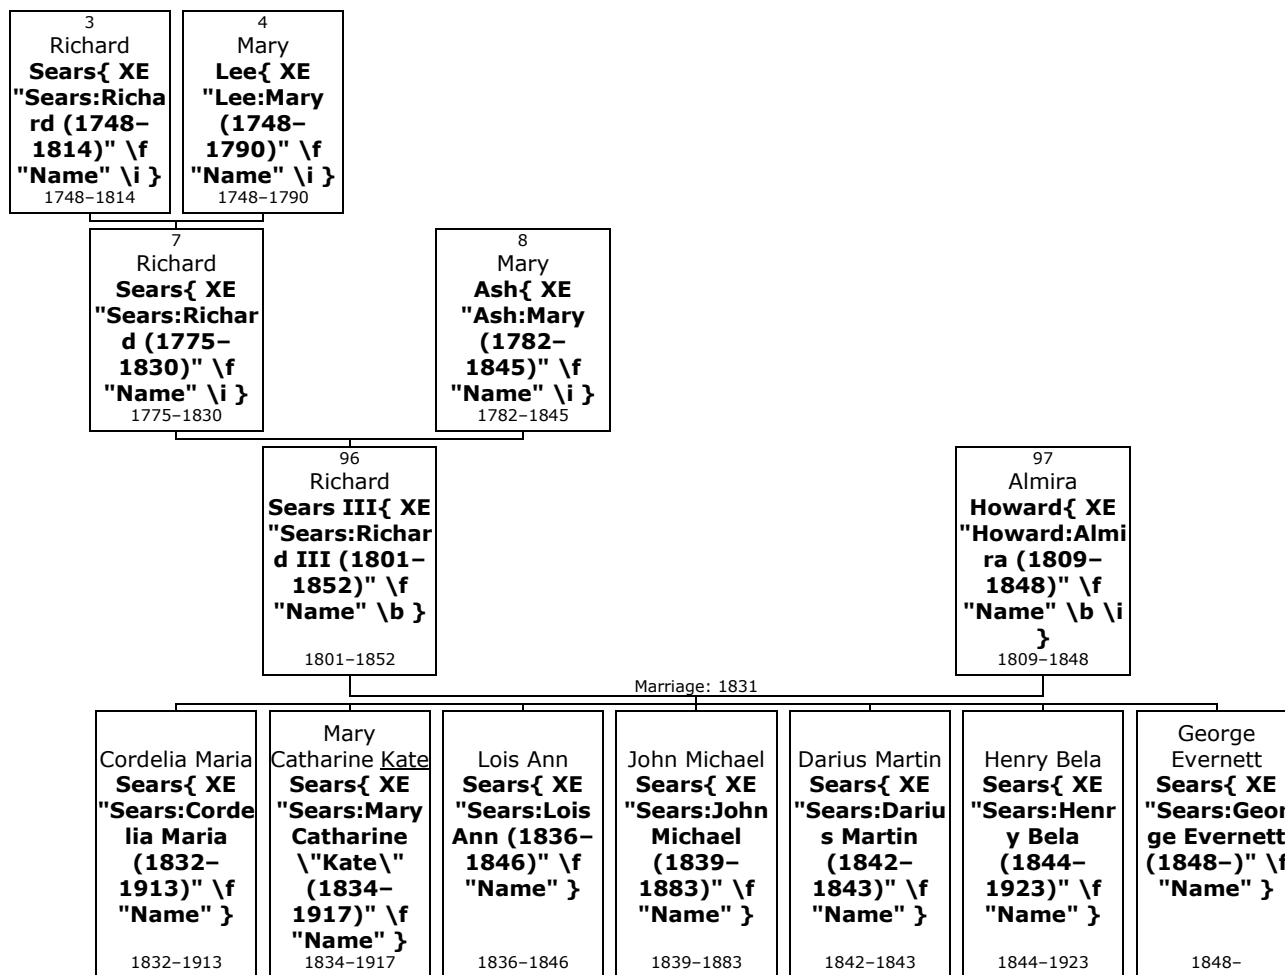 3
Richard
Sears{ XE
"Sears:Richa
rd (1748–
1814)" \f
"Name" \i }
1748–1814
4
Mary
Lee{ XE
"Lee:Mary
(1748–
1790)" \f
"Name" \i }
1748–1790
7
Richard
Sears{ XE
"Sears:Richar
d (1775–
1830)" \f
"Name" \i }
1775–1830
8
Mary
Ash{ XE
"Ash:Mary
(1782–
1845)" \f
"Name" \i }
1782–1845
96
Richard
Sears III{ XE
"Sears:Richar
d III (1801–
1852)" \f
"Name" \b }
1801–1852
97
Almira
Howard{ XE
"Howard:Almi
ra (1809–
1848)" \f
"Name" \b \i
}
1809–1848
Marriage: 1831
Cordelia Maria
Sears{ XE
"Sears:Corde
lia Maria
(1832–
1913)" \f
"Name" }
1832–1913
Mary
Catharine Kate
Sears{ XE
"Sears:Mary
Catharine
\"Kate\"
(1834–
1917)" \f
"Name" }
1834–1917
Lois Ann
Sears{ XE
"Sears:Lois
Ann (1836–
1846)" \f
"Name" }
1836–1846
John Michael
Sears{ XE
"Sears:John
Michael
(1839–
1883)" \f
"Name" }
1839–1883
Darius Martin
Sears{ XE
"Sears:Dariu
s Martin
(1842–
1843)" \f
"Name" }
1842–1843
Henry Bela
Sears{ XE
"Sears:Henr
y Bela
(1844–
1923)" \f
"Name" }
1844–1923
George
Evernett
Sears{ XE
"Sears:Geor
ge Evernett
(1848–)" \f
"Name" }
1848–